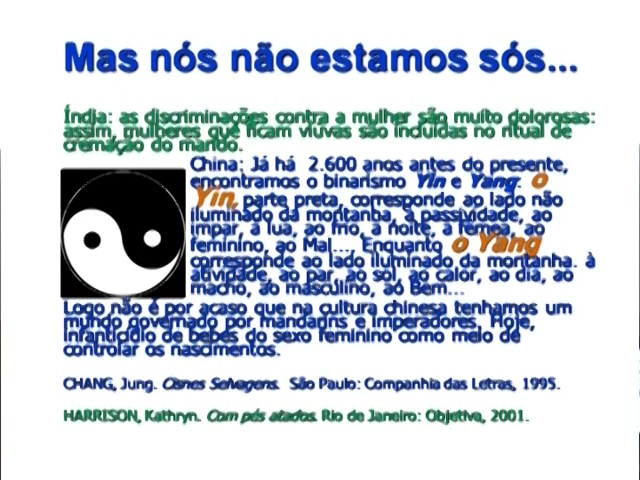 Mas nós não estamos sós...
Índia: as discriminações contra a mulher são muito dolorosas:
assim, mulheres que ficam viúvas são incluídas no ritual de
cremação do marido.
China: Já há 2.600 anos antes do presente,
encontramos o binarismo Yin e Yang. O
Yin, parte preta, corresponde ao lado não
iluminado da montanha, à passividade, ao
ímpar, à lua, ao frio, à noite, à fêmea, ao
feminino, ao Mal..., Enquanto o Yang
corresponde ao lado iluminado da montanha, à
atividade, ao par, ao sol, ao calor, ao dia, ao
macho, ao masculino, ao Bem...
Logo não é por acaso que na cultura chinesa tenhamos um
mundo governado por mandarins e imperadores. Hoje,
infanticídio de bebês do sexo feminino como meio de
controlar os nascimentos.
CHANG, Jung. Cisnes Selvagens. São Paulo: Companhia das Letras, 1995.
HARRISON, Kathryn. Com pés atados. Rio de Janeiro: Objetiva, 2001.